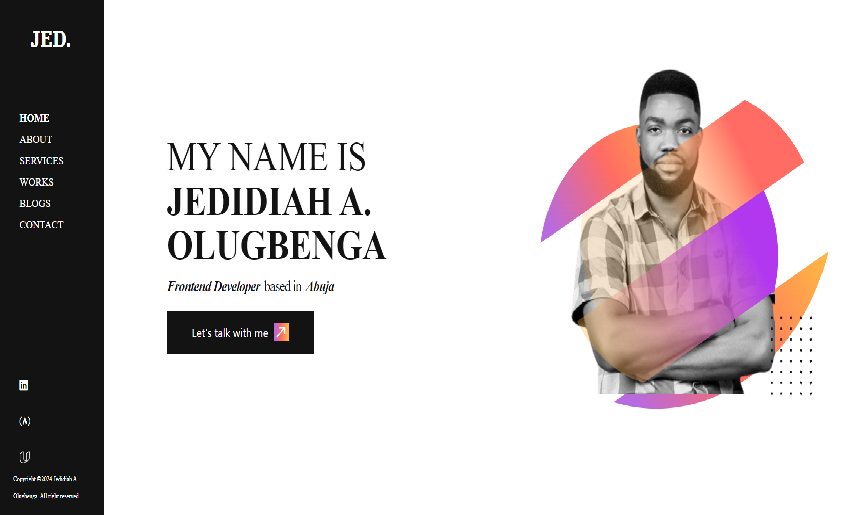 JED.
HOME
ABOUT
SERVICES
WORKS
BLOGS
CONTACT
MY NAME IS
JEDIDIAH A.
OLUGBENGA
Frontend Developer based in Abuja
Let's talk with me
in
Copyright ©2024 Jedidiah A
Olugbenga. All right reserved